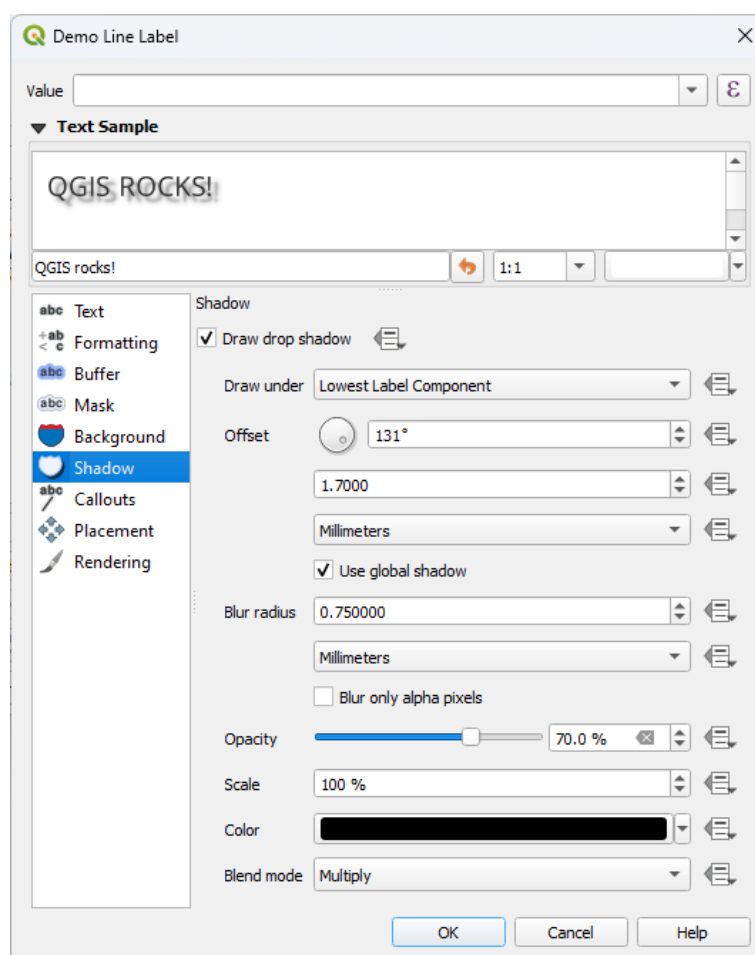 Demo Line Label
Value
ε
Text Sample
QGIS ROCKS!
QGIS rocks!
1:1
abc Text
+ab < c Formatting
abc Buffer
abc Mask
Background
Shadow
abc Callouts
Placement
Rendering
Shadow
Draw drop shadow
Draw under Lowest Label Component
Offset 131°
1.7000
Millimeters
Use global shadow
Blur radius 0.750000
Millimeters
Blur only alpha pixels
Opacity 70.0 %
Scale 100 %
Color
Blend mode Multiply
OK Cancel Help